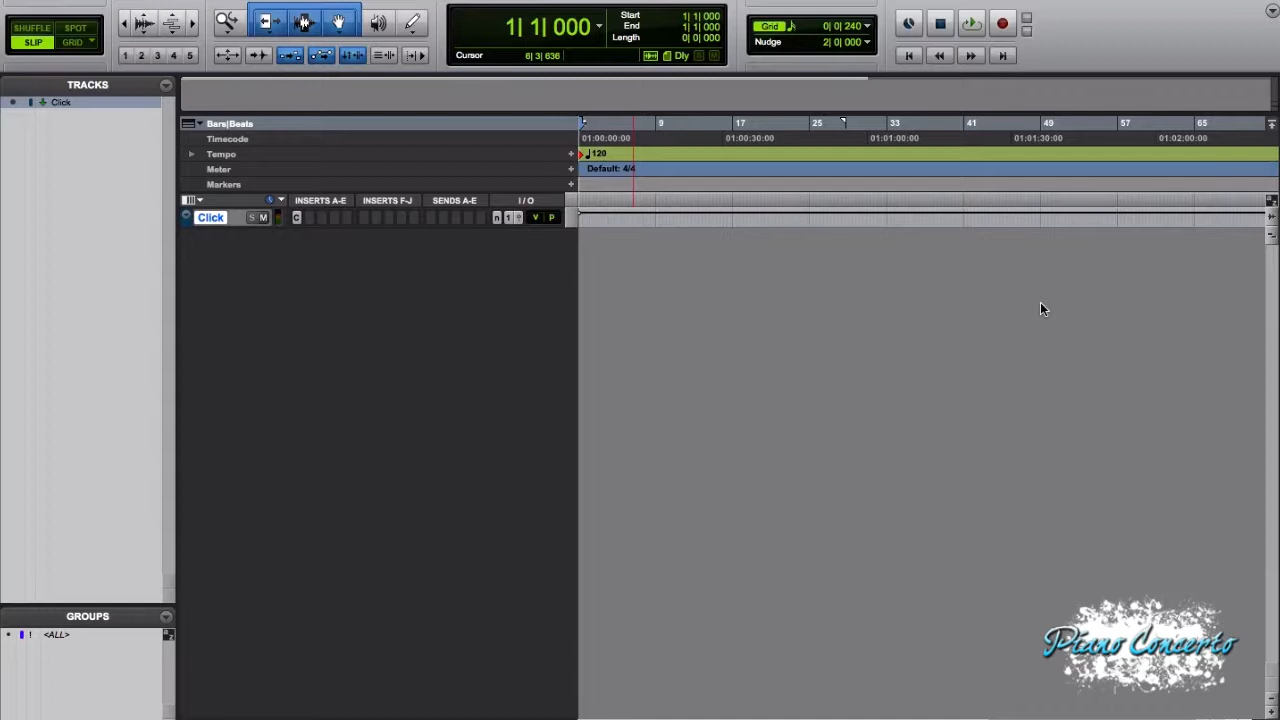 SHUFFLE SPOT
SLIP GRID
1 2 3 4 5
1| 1| 000
Start 1| 1| 000
End 1| 1| 000
Length 0| 0| 000
Cursor 6| 3| 636
Dly S M
Grid 0| 0| 240
Nudge 2| 0| 000
TRACKS
Click
Bars|Beats 9 17 25 33 41 49 57 65
Timecode 01:00:00:00 01:00:30:00 01:01:00:00 01:01:30:00 01:02:00:00
Tempo + 120
Meter + Default: 4/4
Markers +
INSERTS A-E INSERTS F-J SENDS A-E I / O
Click S M C n 1 v p
GROUPS
! <ALL>
Piano Concerto